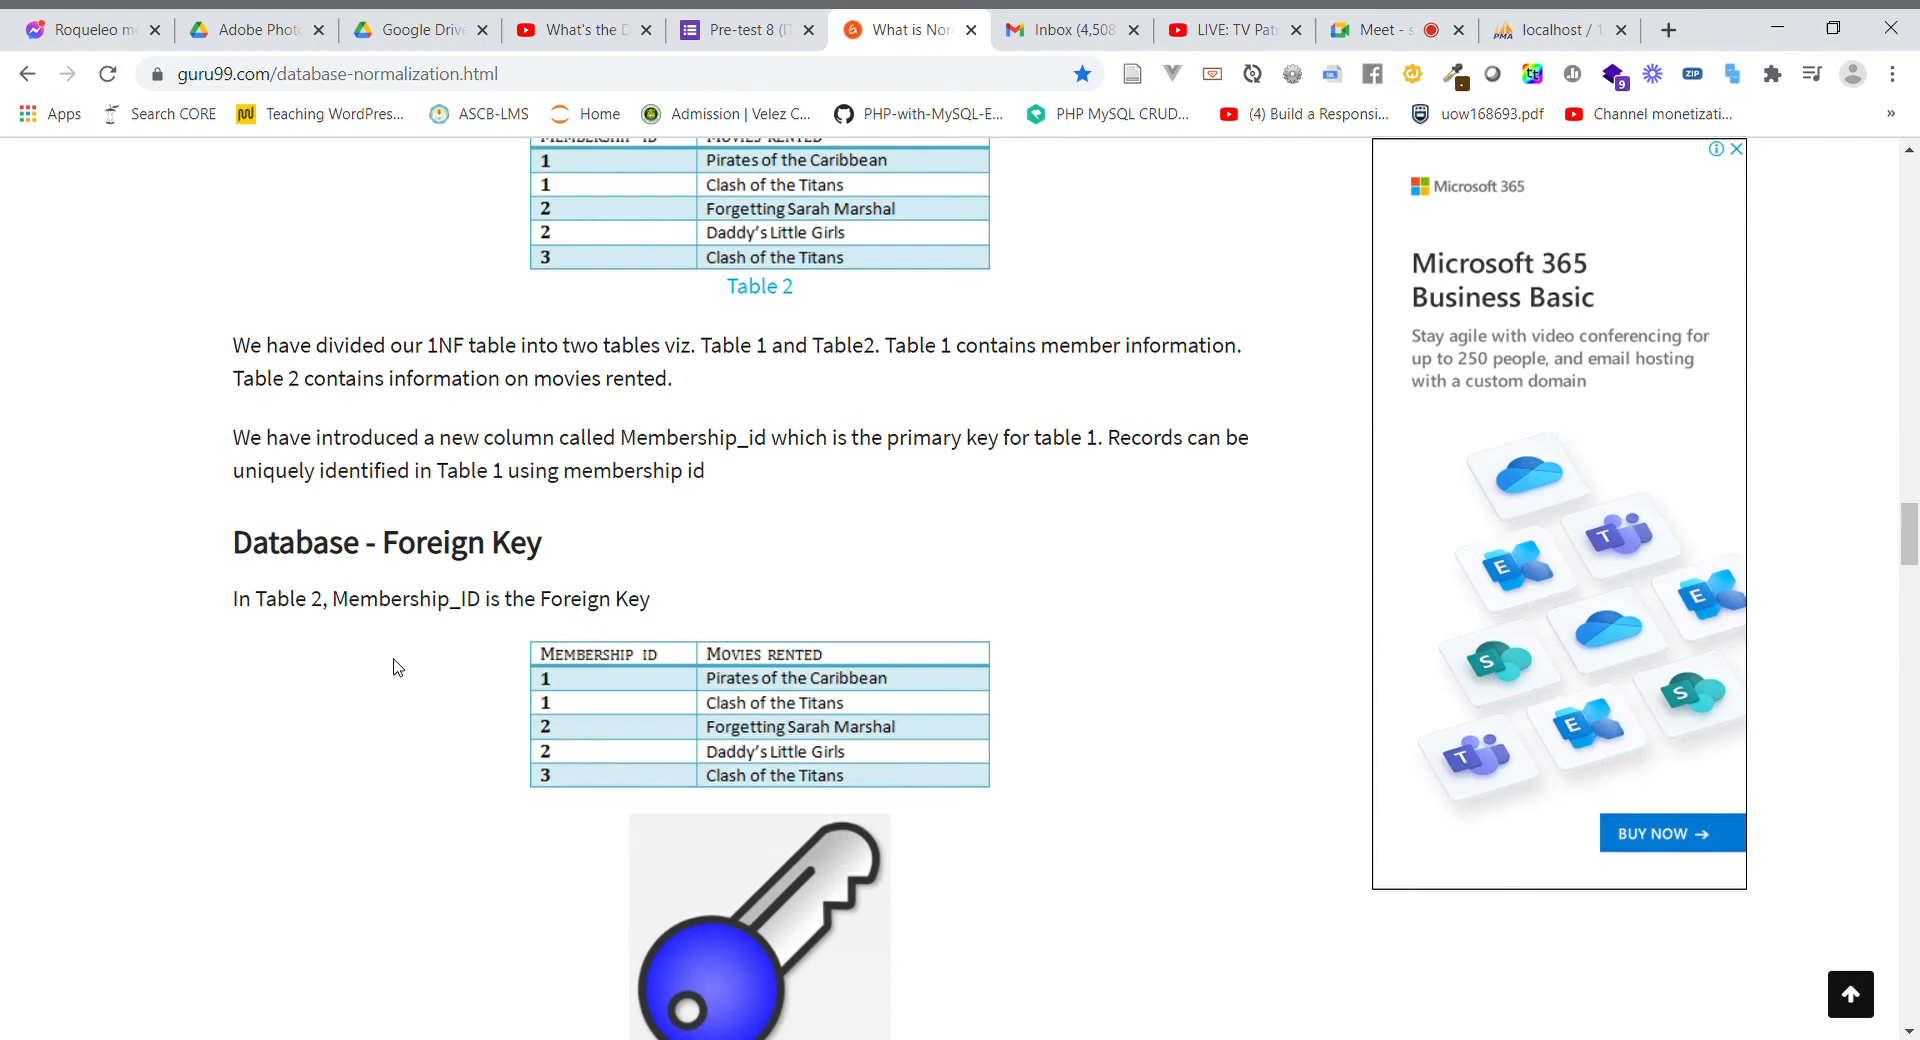 Roqueleo m
Adobe Phot
Google Drive
What's the D
Pre-test 8 (IT
What is Nor
Inbox (4,508
LIVE: TV Pat
Meet - s
localhost / 1
guru99.com/database-normalization.html
9
ZIP
Apps
Search CORE
Teaching WordPres...
ASCB-LMS
Home
Admission | Velez C...
PHP-with-MySQL-E...
PHP MySQL CRUD...
(4) Build a Responsi...
uow168693.pdf
Channel monetizati...
»
MEMBERSHIP ID MOVIES RENTED
1 Pirates of the Caribbean
1 Clash of the Titans
2 Forgetting Sarah Marshal
2 Daddy's Little Girls
3 Clash of the Titans
Table 2
We have divided our 1NF table into two tables viz. Table 1 and Table2. Table 1 contains member information.
Table 2 contains information on movies rented.
We have introduced a new column called Membership_id which is the primary key for table 1. Records can be
uniquely identified in Table 1 using membership id
Database - Foreign Key
In Table 2, Membership_ID is the Foreign Key
MEMBERSHIP ID MOVIES RENTED
1 Pirates of the Caribbean
1 Clash of the Titans
2 Forgetting Sarah Marshal
2 Daddy's Little Girls
3 Clash of the Titans
Microsoft 365
Microsoft 365
Business Basic
Stay agile with video conferencing for
up to 250 people, and email hosting
with a custom domain
T
E
E
S
S
E
T
BUY NOW →